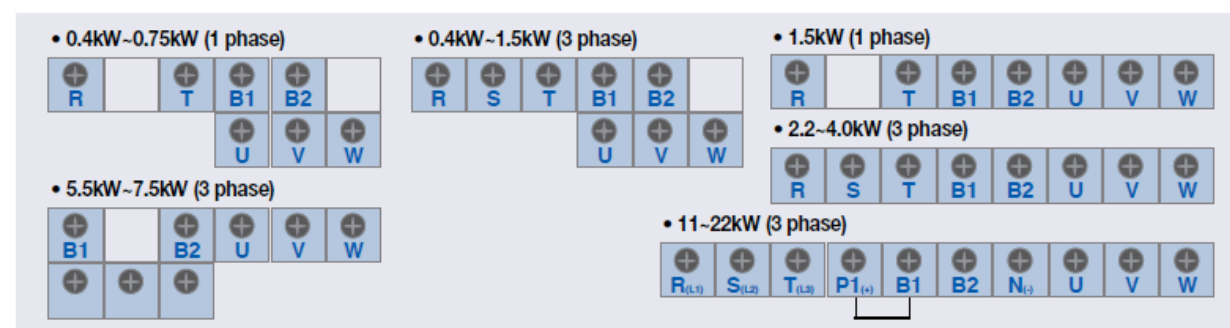 • 0.4kW~0.75kW (1 phase)
R T B1 B2
U V W
• 5.5kW~7.5kW (3 phase)
B1 B2 U V W
• 0.4kW~1.5kW (3 phase)
R S T B1 B2
U V W
• 1.5kW (1 phase)
R T B1 B2 U V W
• 2.2~4.0kW (3 phase)
R S T B1 B2 U V W
• 11~22kW (3 phase)
R(L1) S(L2) T(L3) P1(+) B1 B2 N(-) U V W